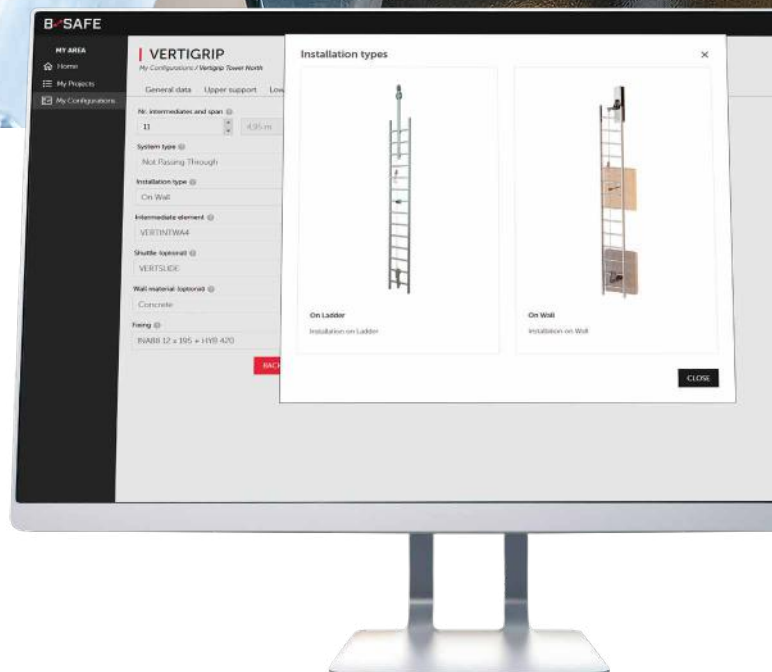 B SAFE
MY AREA
Home
My Projects
My Configurations
VERTIGRIP
My Configurations / Vertigrip Tower North
General data Upper support Low
Nr. intermediates and span
11 4,95 m
System type
Not Passing Through
Installation type
On Wall
Intermediate element
VERTINTWA4
Shuttle (optional)
VERTSLIDE
Wall material (optional)
Concrete
Fixing
INA88 12 x 195 + HYB 420
BACK
Installation types
×
On Ladder
Installation on Ladder
On Wall
Installation on Wall
CLOSE